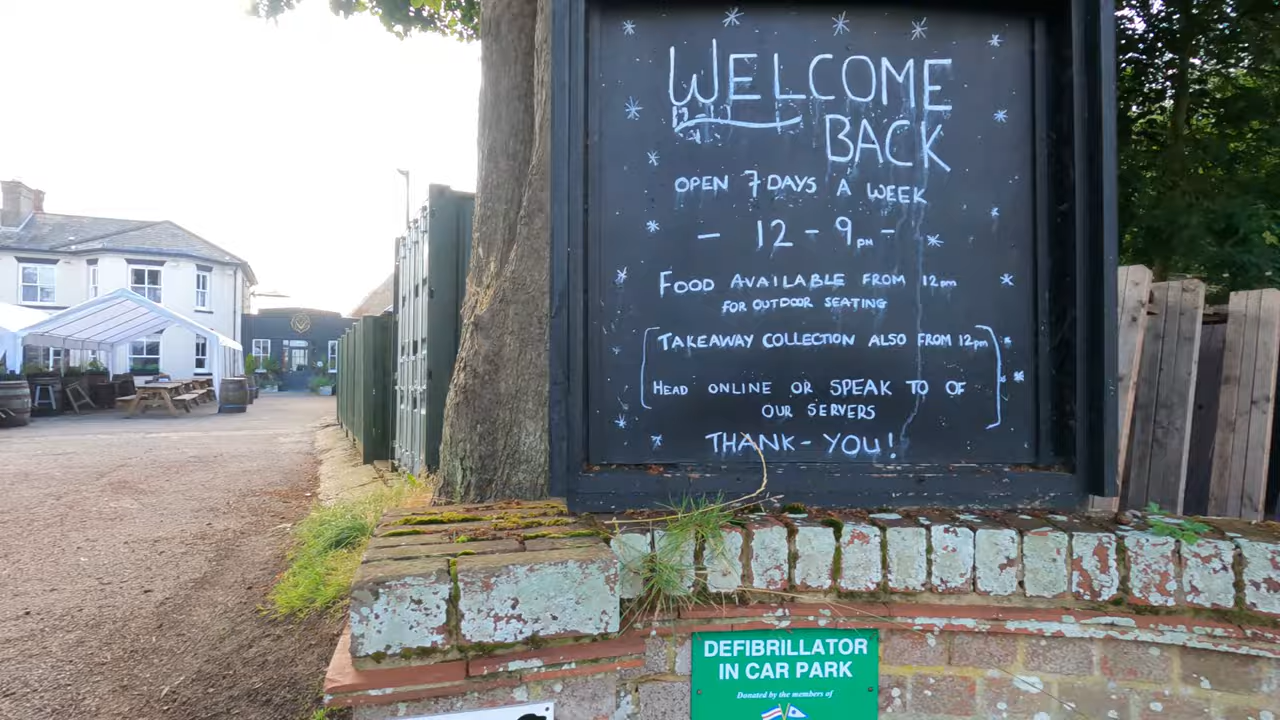 WELCOME
BACK
OPEN 7 DAYS A WEEK
- 12 - 9pm -
FOOD AVAILABLE FROM 12pm
FOR OUTDOOR SEATING
[TAKEAWAY COLLECTION ALSO FROM 12pm
HEAD ONLINE OR SPEAK TO OF
OUR SERVERS]
THANK-YOU!
DEFIBRILLATOR
IN CAR PARK
Donated by the members of